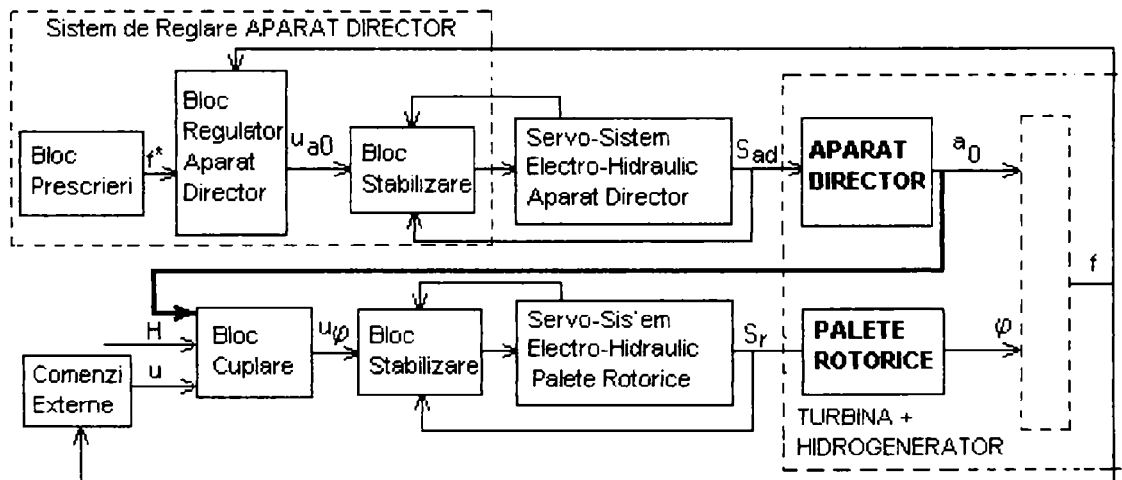 Sistem de Reglare APARAT DIRECTOR
Bloc
Prescrieri
f*
Bloc
Regulator
Aparat
Director
u a0
Bloc
Stabilizare
Servo-Sistem
Electro-Hidraulic
Aparat Director
S ad
APARAT
DIRECTOR
a 0
f
H
u
Comenzi
Externe
Bloc
Cuplare
u φ
Bloc
Stabilizare
Servo-Sistem
Electro-Hidraulic
Palete Rotorice
S r
PALETE
ROTORICE
φ
TURBINA +
HIDROGENERATOR